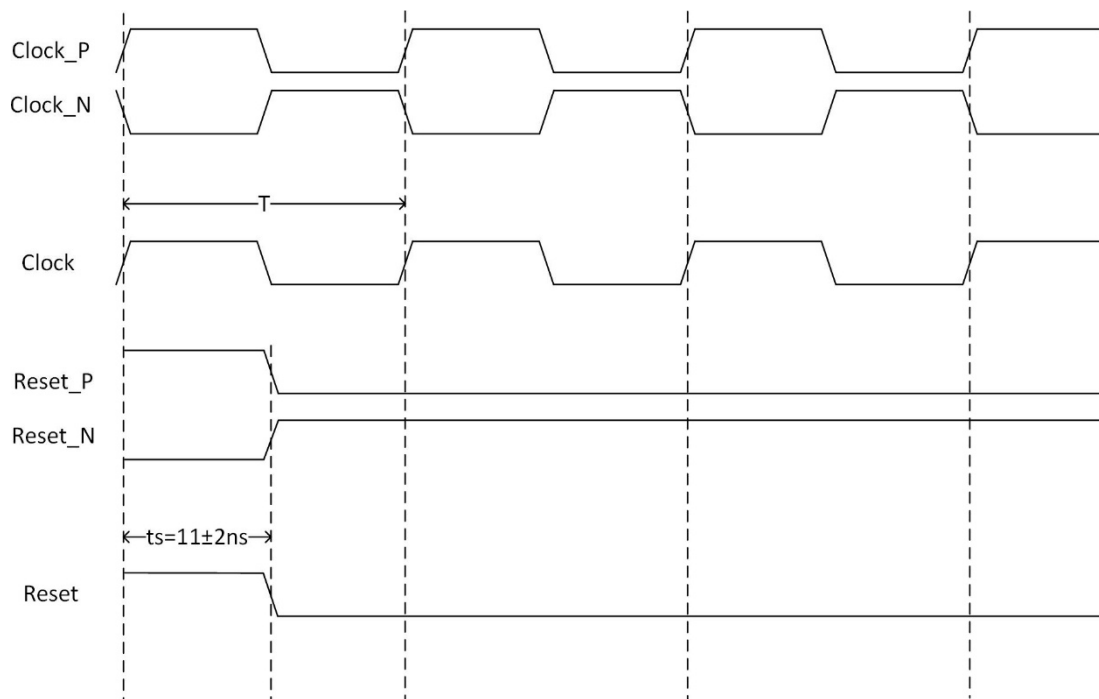 Clock_P
Clock_N
T
Clock
Reset_P
Reset_N
ts=11±2ns
Reset